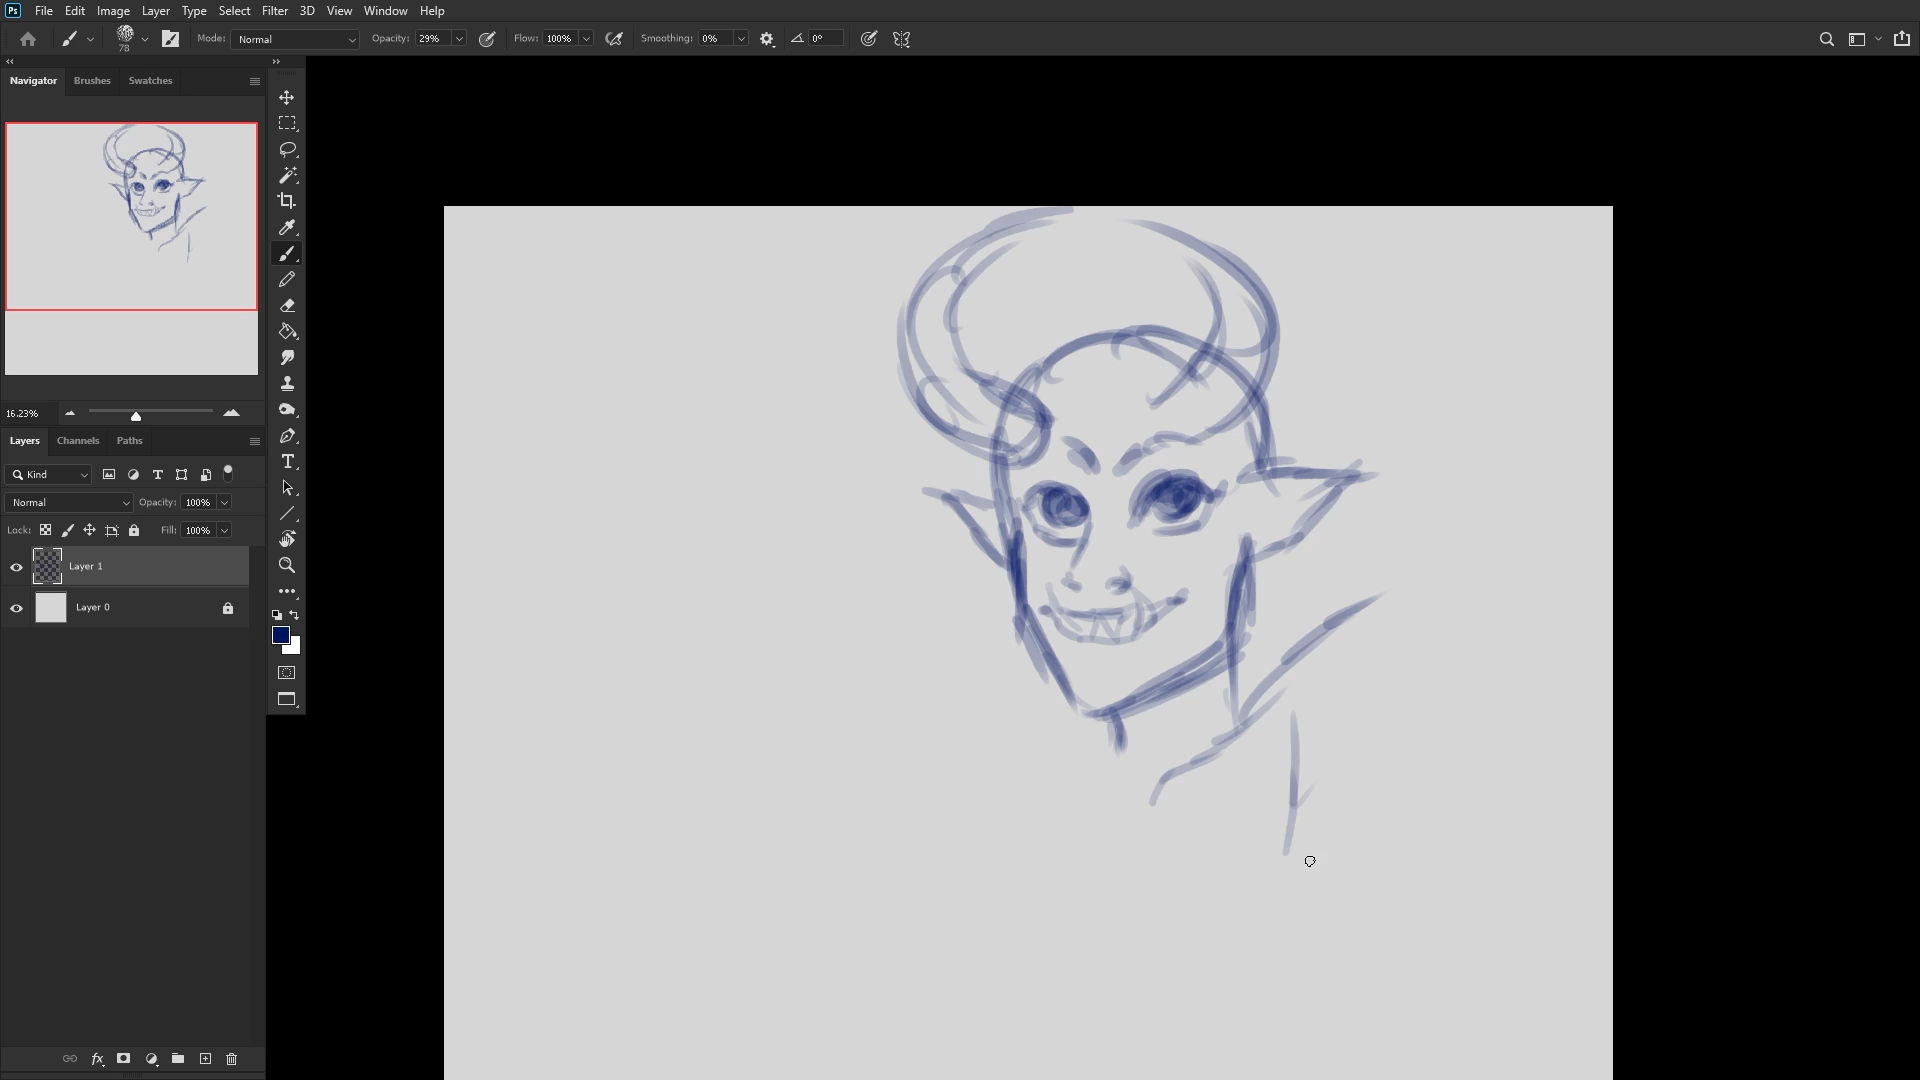 Ps File Edit Image Layer Type Select Filter 3D View Window Help
78 Mode: Normal Opacity: 29% Flow: 100% Smoothing: 0% 0°
Navigator Brushes Swatches
16.23%
Layers Channels Paths
Kind
Normal Opacity: 100%
Lock: Fill: 100%
Layer 1
Layer 0
fx